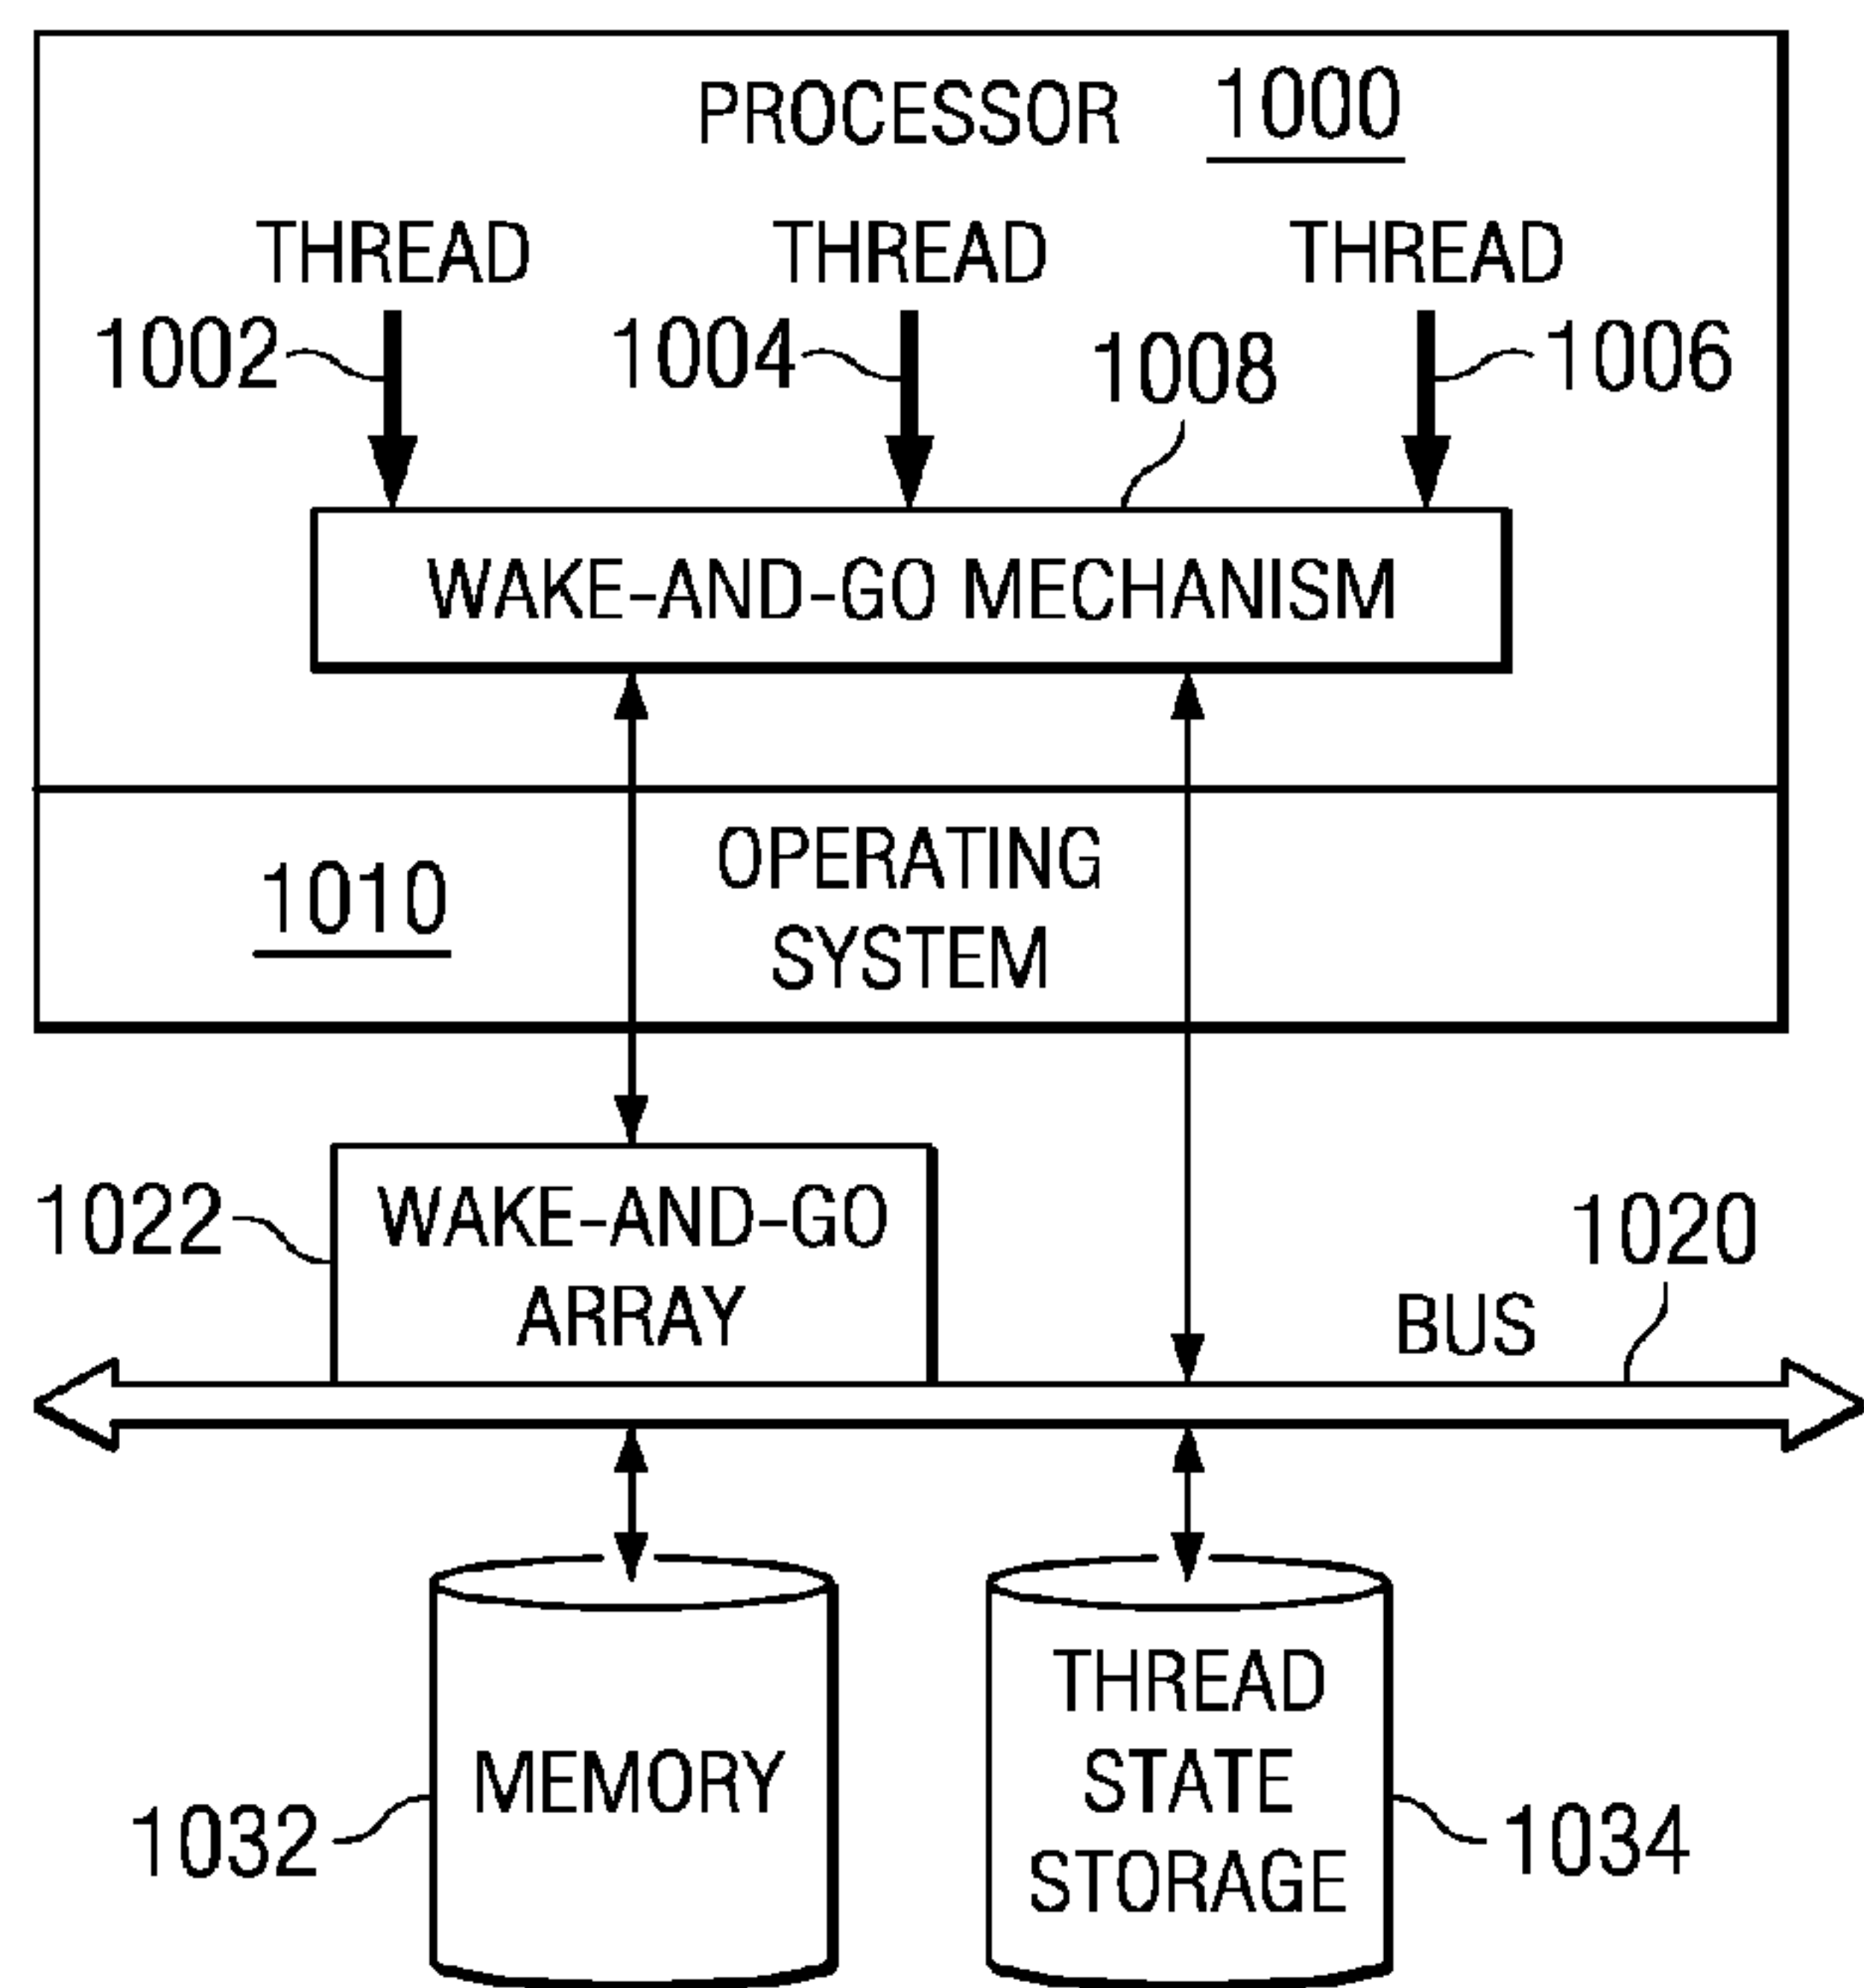 PROCESSOR 1000
THREAD THREAD THREAD
1002 1004 1008 1006
WAKE-AND-GO MECHANISM
OPERATING
1010
SYSTEM
1022
WAKE-AND-GO
1020
ARRAY
BUS
THREAD
MEMORY
STATE
1032
1034
STORAGE